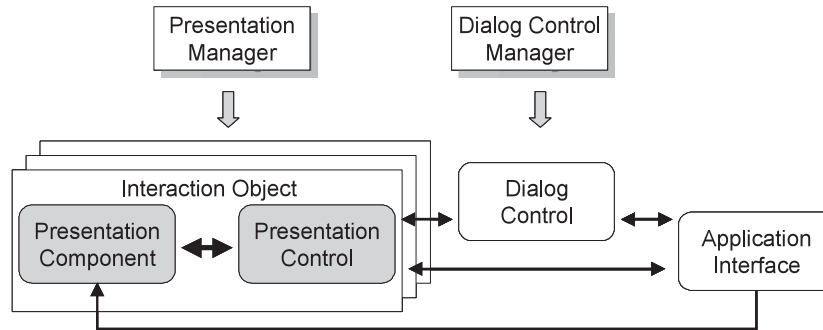 Presentation
Manager
Dialog Control
Manager
Interaction Object
Presentation
Component
Presentation
Control
Dialog
Control
Application
Interface